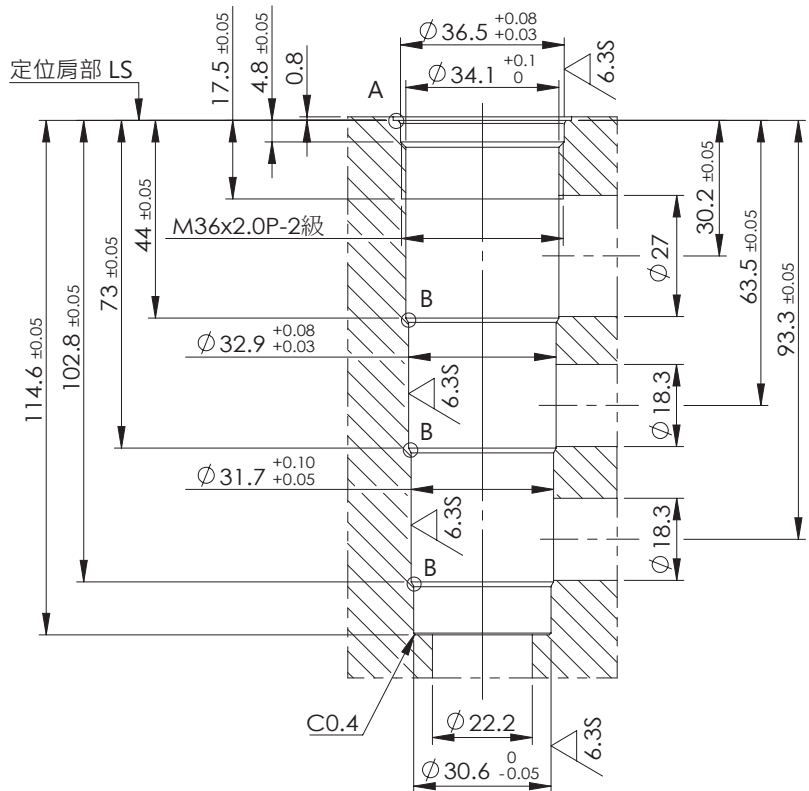 Ø 36.5 +0.08 +0.03
Ø 34.1 +0.1 0
6.3S
17.5 ±0.05
4.8 ±0.05
0.8
定位肩部 LS
A
M36x2.0P-2級
114.6 ±0.05
102.8 ±0.05
73 ±0.05
44 ±0.05
30.2 ±0.05
63.5 ±0.05
93.3 ±0.05
Ø 27
B
Ø 32.9 +0.08 +0.03
6.3S
Ø 18.3
B
Ø 31.7 +0.10 +0.05
6.3S
Ø 18.3
B
C0.4
Ø 22.2
6.3S
Ø 30.6 0 -0.05